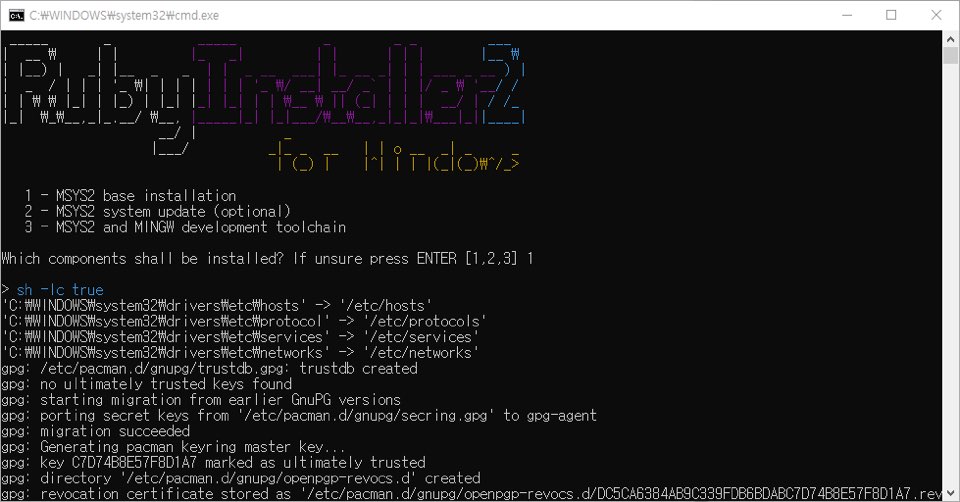 C:₩WINDOWS₩system32₩cmd.exe
RubyInstaller2
for Windows
1 - MSYS2 base installation
2 - MSYS2 system update (optional)
3 - MSYS2 and MINGW development toolchain
Which components shall be installed? If unsure press ENTER [1,2,3] 1
> sh -lc true
'C:₩WINDOWS₩system32₩drivers₩etc₩hosts' -> '/etc/hosts'
'C:₩WINDOWS₩system32₩drivers₩etc₩protocol' -> '/etc/protocols'
'C:₩WINDOWS₩system32₩drivers₩etc₩services' -> '/etc/services'
'C:₩WINDOWS₩system32₩drivers₩etc₩networks' -> '/etc/networks'
gpg: /etc/pacman.d/gnupg/trustdb.gpg: trustdb created
gpg: no ultimately trusted keys found
gpg: starting migration from earlier GnuPG versions
gpg: porting secret keys from '/etc/pacman.d/gnupg/secring.gpg' to gpg-agent
gpg: migration succeeded
gpg: Generating pacman keyring master key...
gpg: key C7D74B8E57F8D1A7 marked as ultimately trusted
gpg: directory '/etc/pacman.d/gnupg/openpgp-revocs.d' created
gpg: revocation certificate stored as '/etc/pacman.d/gnupg/openpgp-revocs.d/DC5CA6384AB9C339FDB6BDABC7D74B8E57F8D1A7.rev